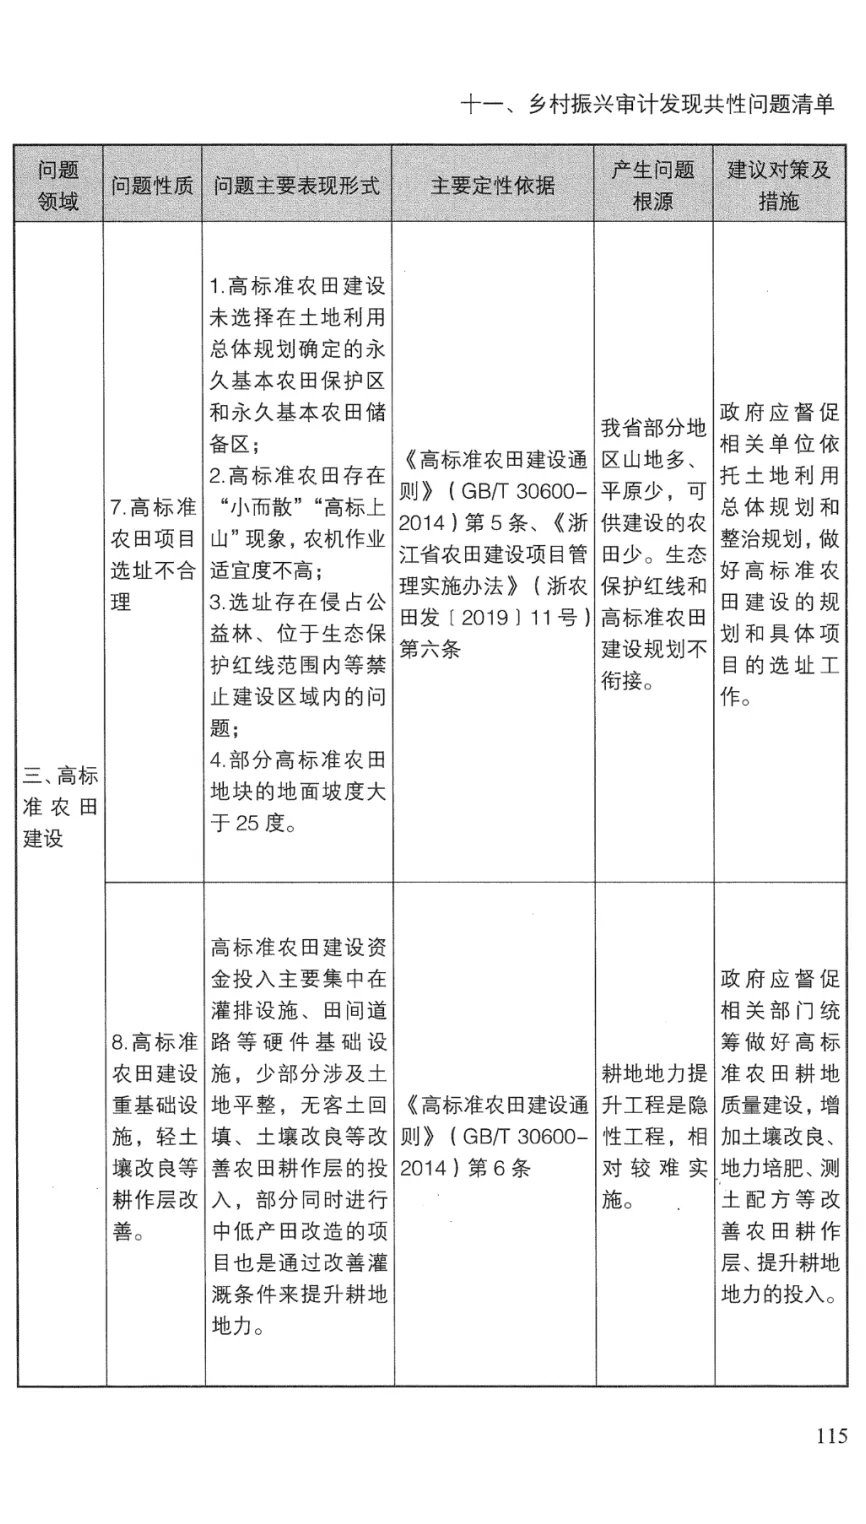 十一、乡村振兴审计发现共性问题清单
问题
领域
问题性质
问题主要表现形式
主要定性依据
产生问题
根源
建议对策及
措施
三、高标
准农田
建设
7.高标准
农田项目
选址不合
理
1.高标准农田建设
未选择在土地利用
总体规划确定的永
久基本农田保护区
和永久基本农田储
备区；
2.高标准农田存在
“小而散”“高标上
山”现象，农机作业
适宜度不高；
3.选址存在侵占公
益林、位于生态保
护红线范围内等禁
止建设区域内的问
题；
4.部分高标准农田
地块的地面坡度大
于25度。
《高标准农田建设通
则》（GB/T 30600-
2014）第5条、《浙
江省农田建设项目管
理实施办法》（浙农
田发〔2019〕11号）
第六条
我省部分地
区山地多、
平原少，可
供建设的农
田少。生态
保护红线和
高标准农田
建设规划不
衔接。
政府应督促
相关单位依
托土地利用
总体规划和
整治规划，做
好高标准农
田建设的规
划和具体项
目的选址工
作。
8.高标准
农田建设
重基础设
施，轻土
壤改良等
耕作层改
善。
高标准农田建设资
金投入主要集中在
灌排设施、田间道
路等硬件基础设
施，少部分涉及土
地平整，无客土回
填、土壤改良等改
善农田耕作层的投
入，部分同时进行
中低产田改造的项
目也是通过改善灌
溉条件来提升耕地
地力。
《高标准农田建设通
则》（GB/T 30600-
2014）第6条
耕地地力提
升工程是隐
性工程，相
对较难实
施。
政府应督促
相关部门统
筹做好高标
准农田耕地
质量建设，增
加土壤改良、
地力培肥、测
土配方等改
善农田耕作
层、提升耕地
地力的投入。
115